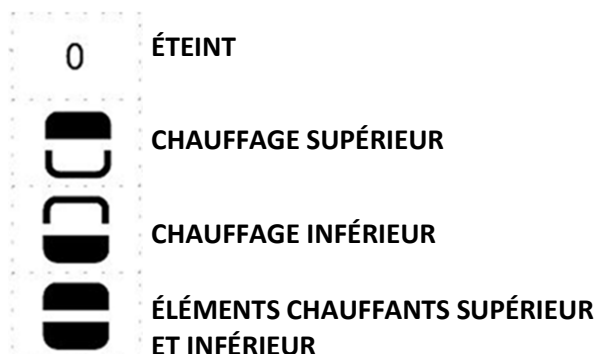 0 ÉTEINT
CHAUFFAGE SUPÉRIEUR
CHAUFFAGE INFÉRIEUR
ÉLÉMENTS CHAUFFANTS SUPÉRIEUR
ET INFÉRIEUR